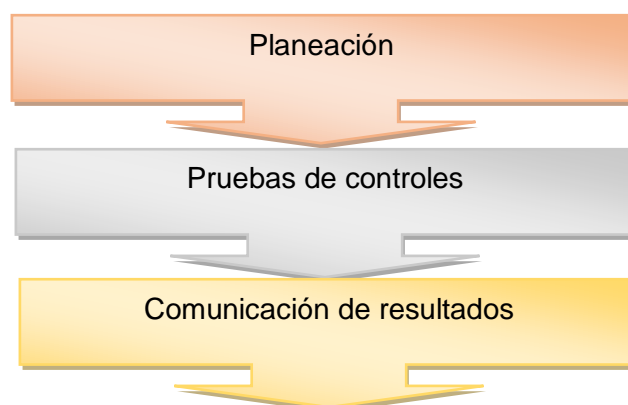 Planeación
Pruebas de controles
Comunicación de resultados